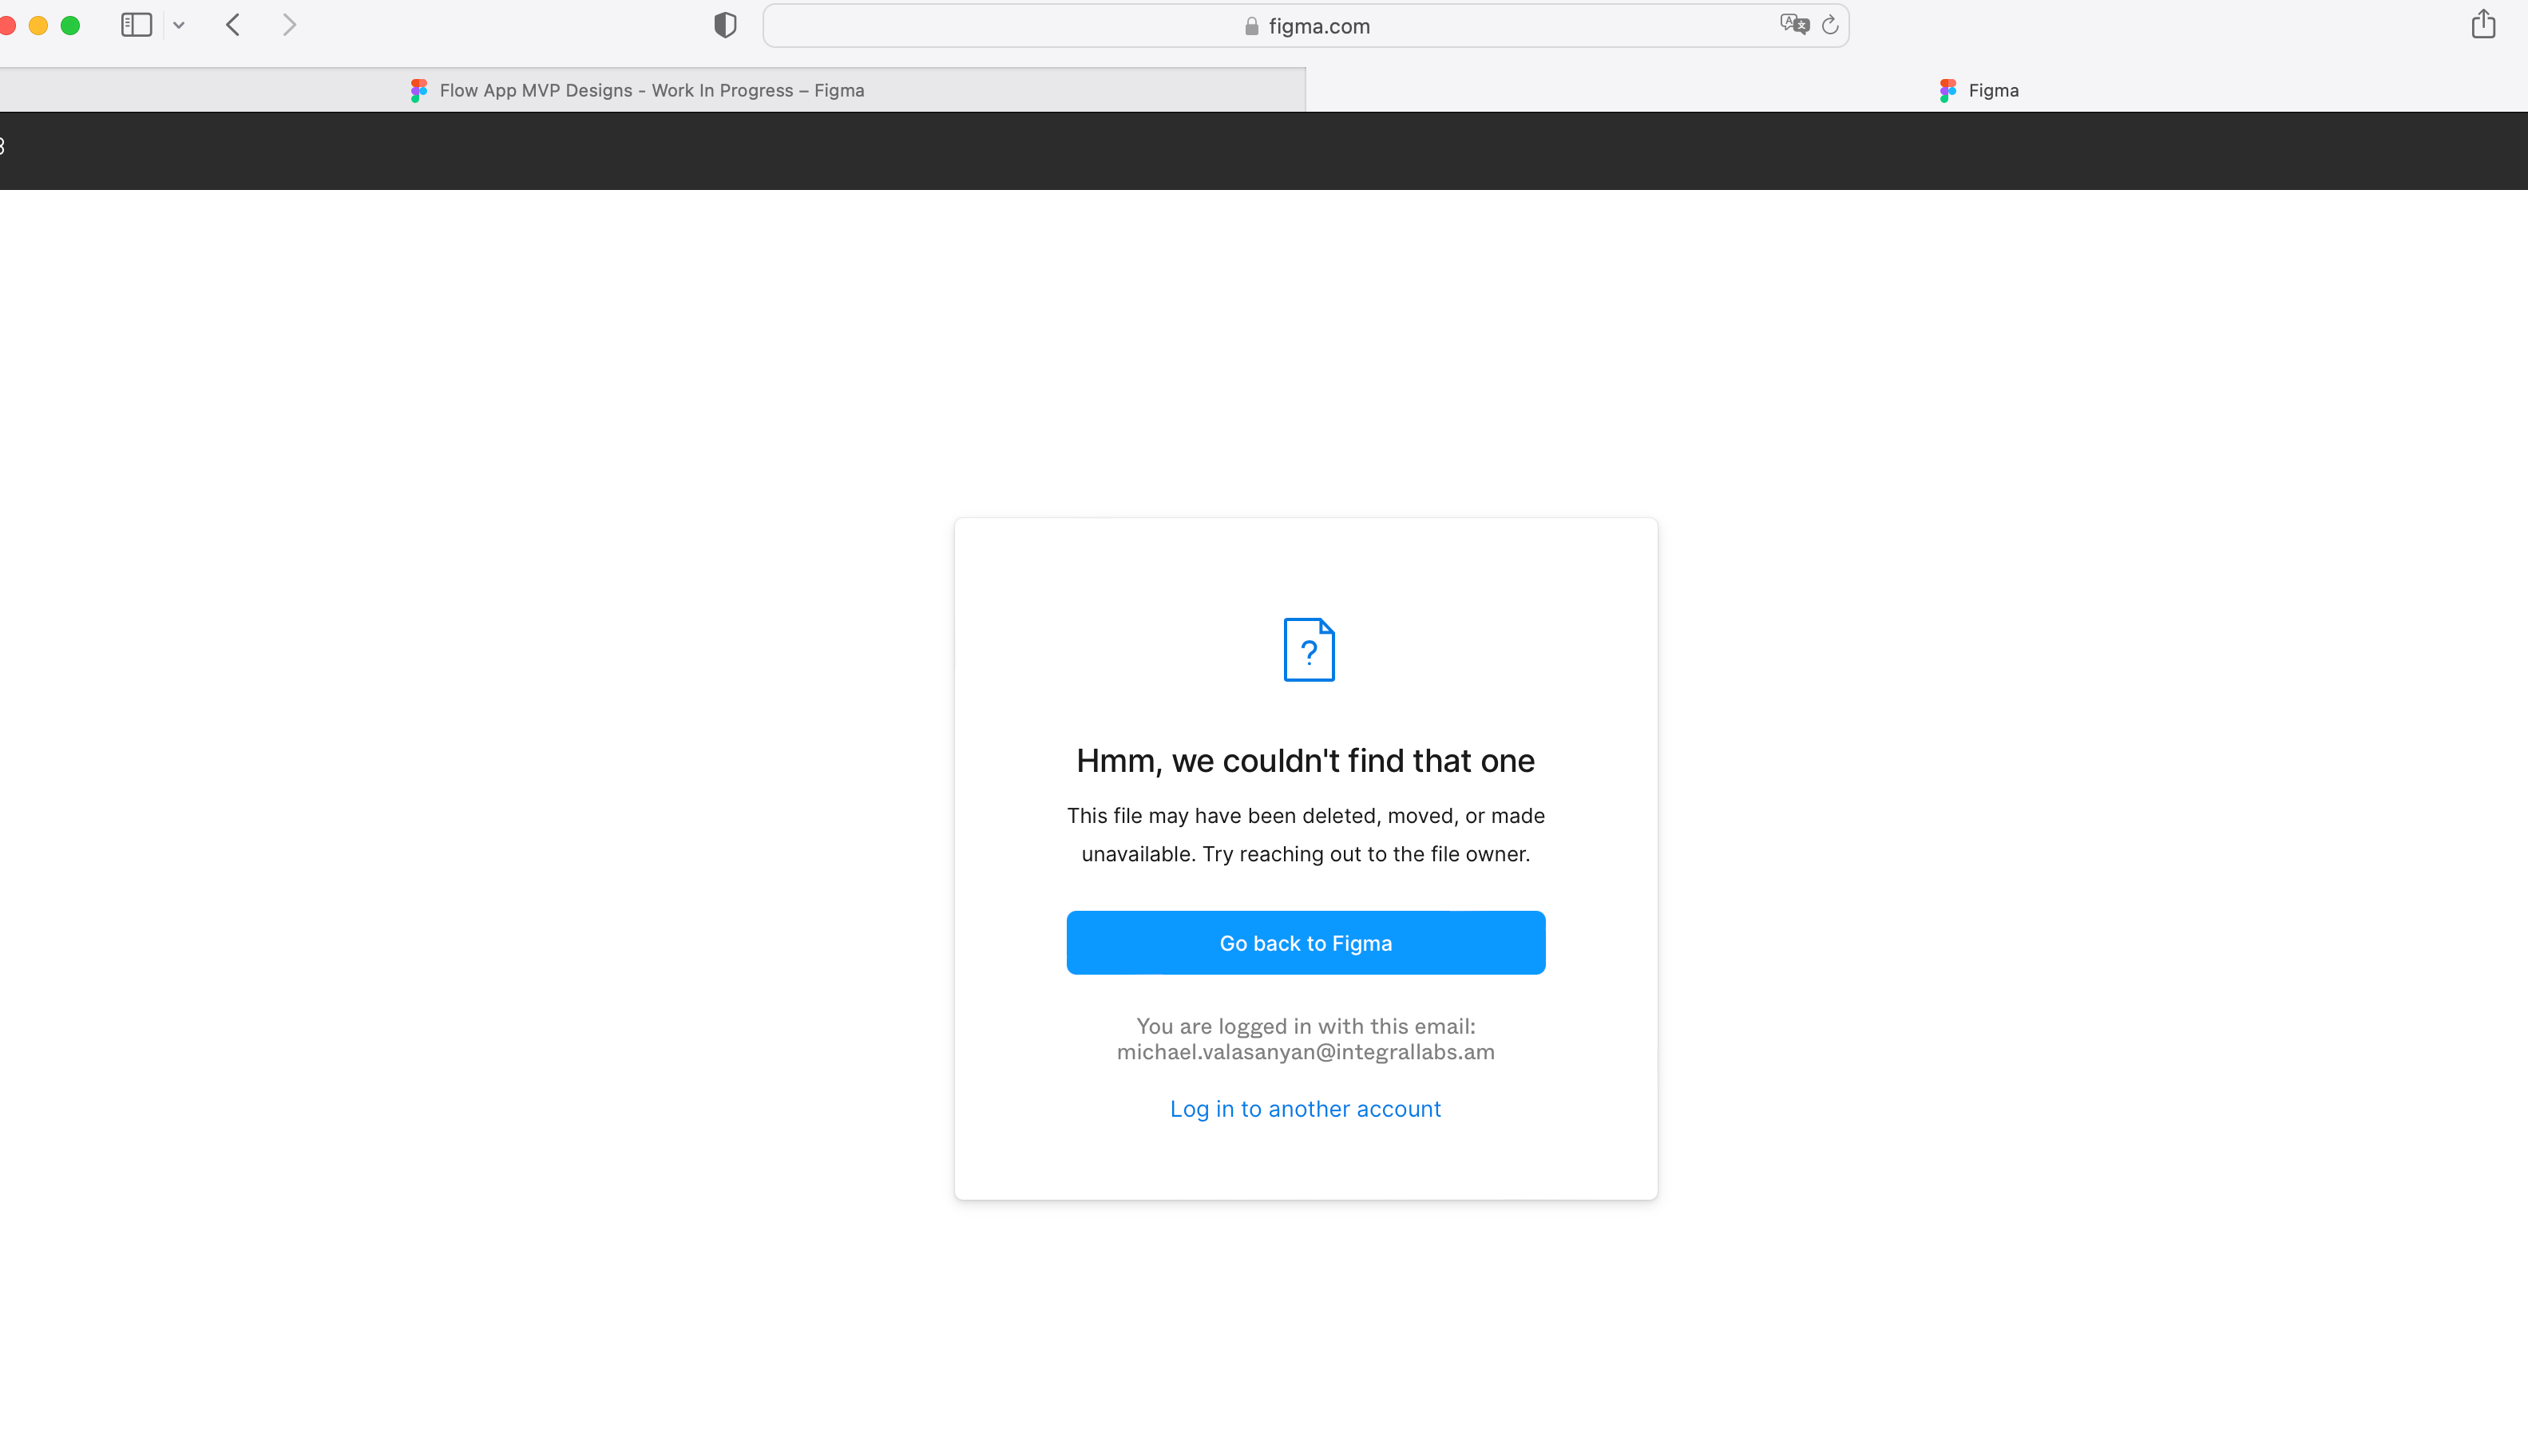 figma.com
Flow App MVP Designs - Work In Progress – Figma
Figma
?
Hmm, we couldn't find that one
This file may have been deleted, moved, or made
unavailable. Try reaching out to the file owner.
Go back to Figma
You are logged in with this email:
michael.valasanyan@integrallabs.am
Log in to another account